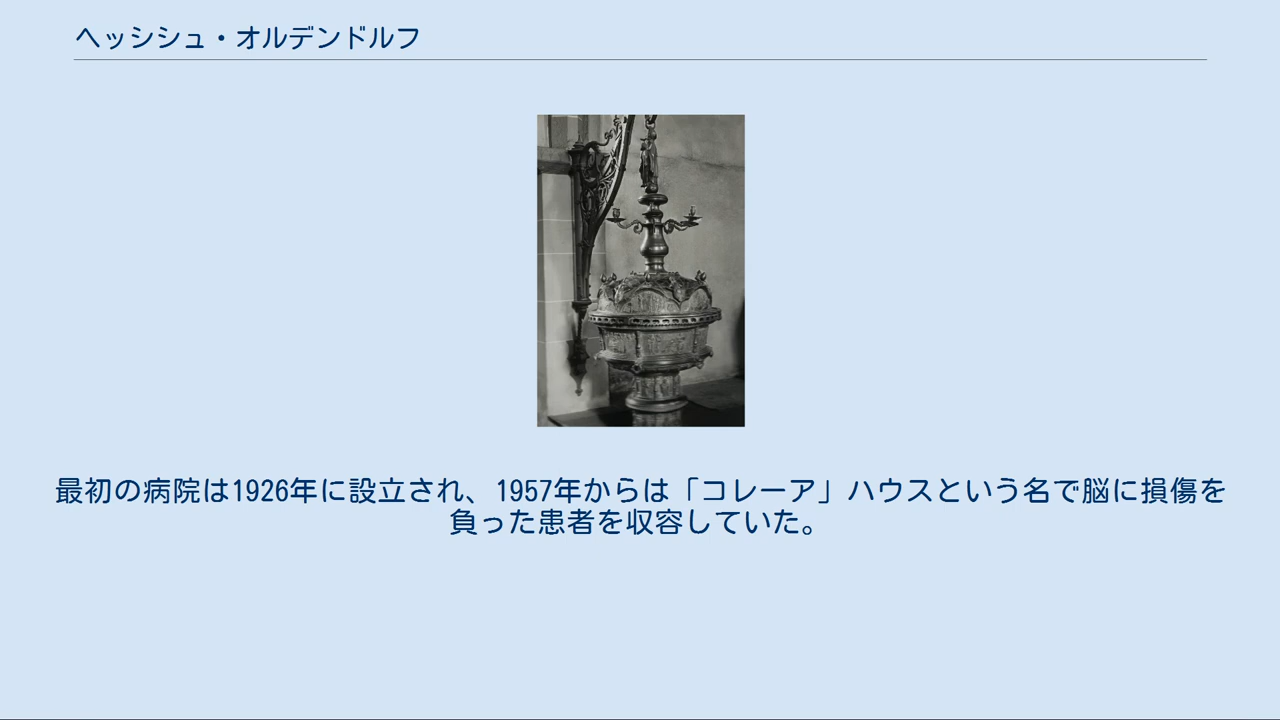 ヘッシシュ・オルデンドルフ
最初の病院は1926年に設立され、1957年からは「コレーア」ハウスという名で脳に損傷を
負った患者を収容していた。